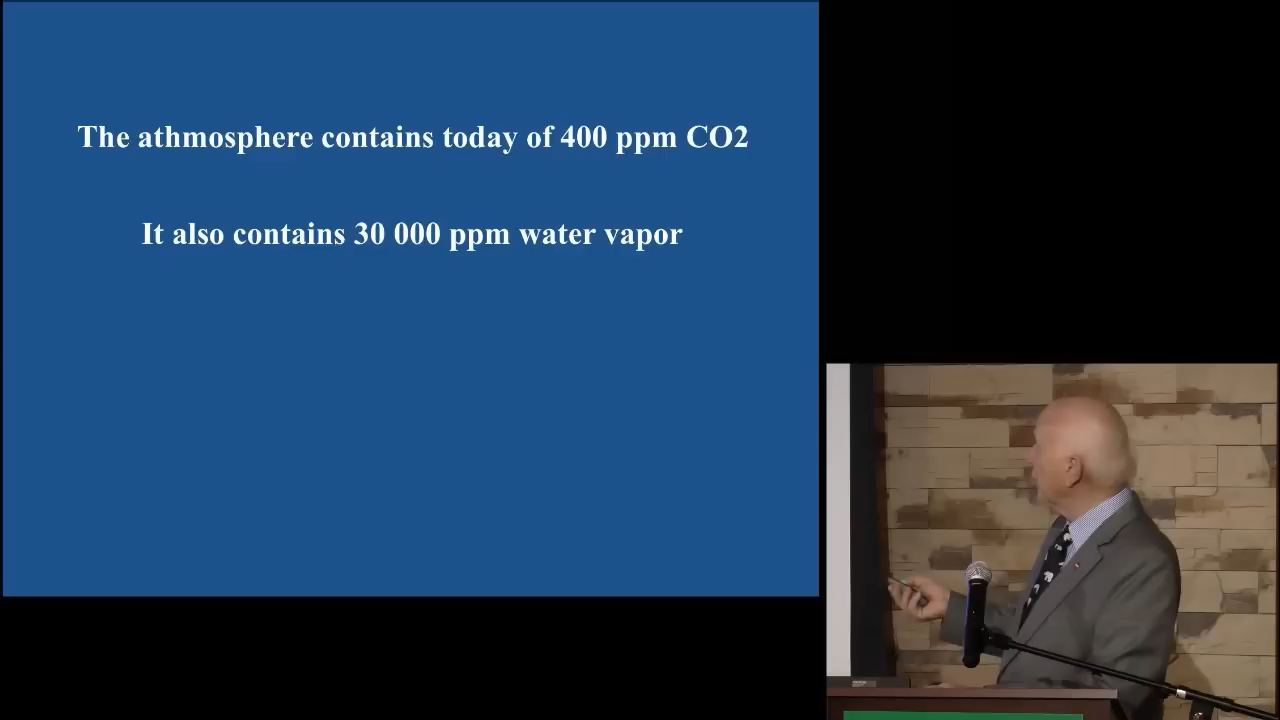 The athmosphere contains today of 400 ppm CO2
It also contains 30 000 ppm water vapor